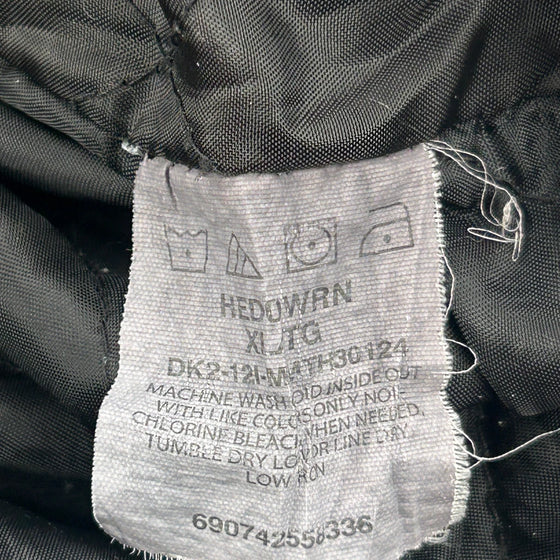 HEDOWRN
XL/TG
DK2-12I-M4TH30124
MACHINE WASH COLD INSIDE OUT
WITH LIKE COLORS ONLY NON-
CHLORINE BLEACH WHEN NEEDED.
TUMBLE DRY LOW OR LINE DRY.
LOW IRON
690742558336